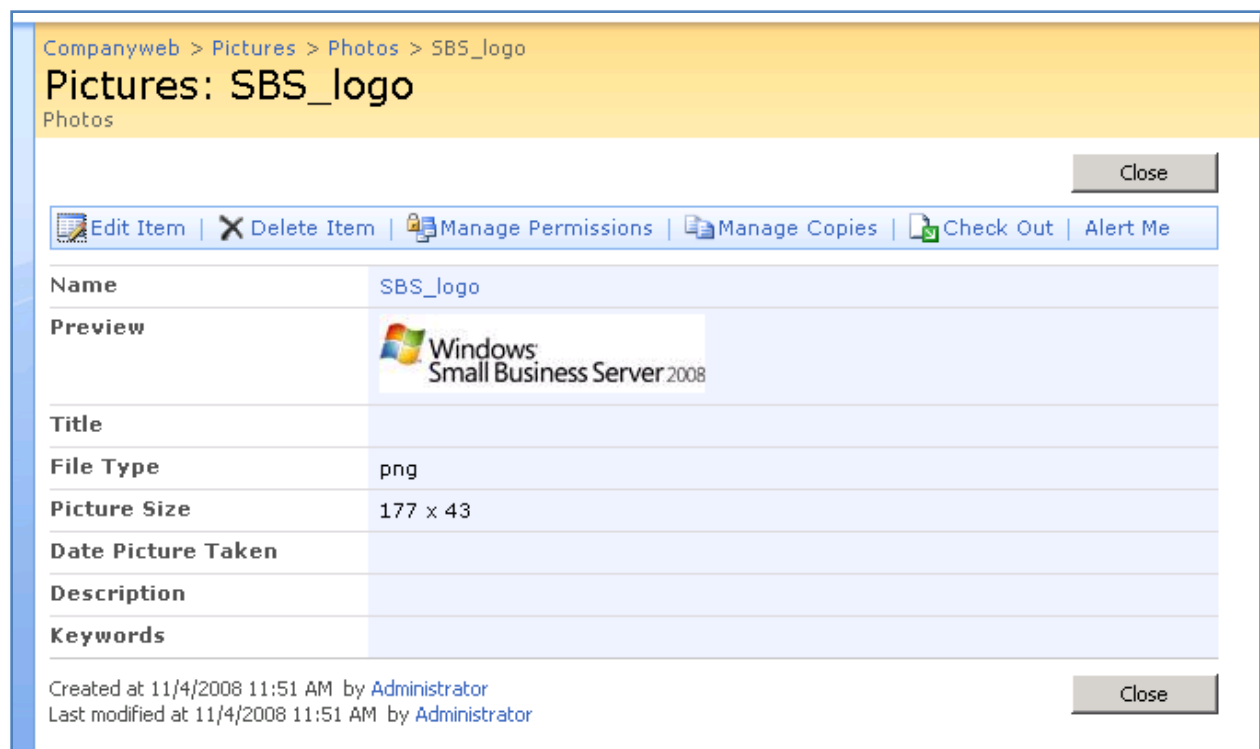 Companyweb > Pictures > Photos > SBS_logo
Pictures: SBS_logo
Photos
Close
Edit Item | Delete Item | Manage Permissions | Manage Copies | Check Out | Alert Me
Name SBS_logo
Preview
Windows
Small Business Server 2008
Title
File Type png
Picture Size 177 x 43
Date Picture Taken
Description
Keywords
Created at 11/4/2008 11:51 AM by Administrator
Close
Last modified at 11/4/2008 11:51 AM by Administrator